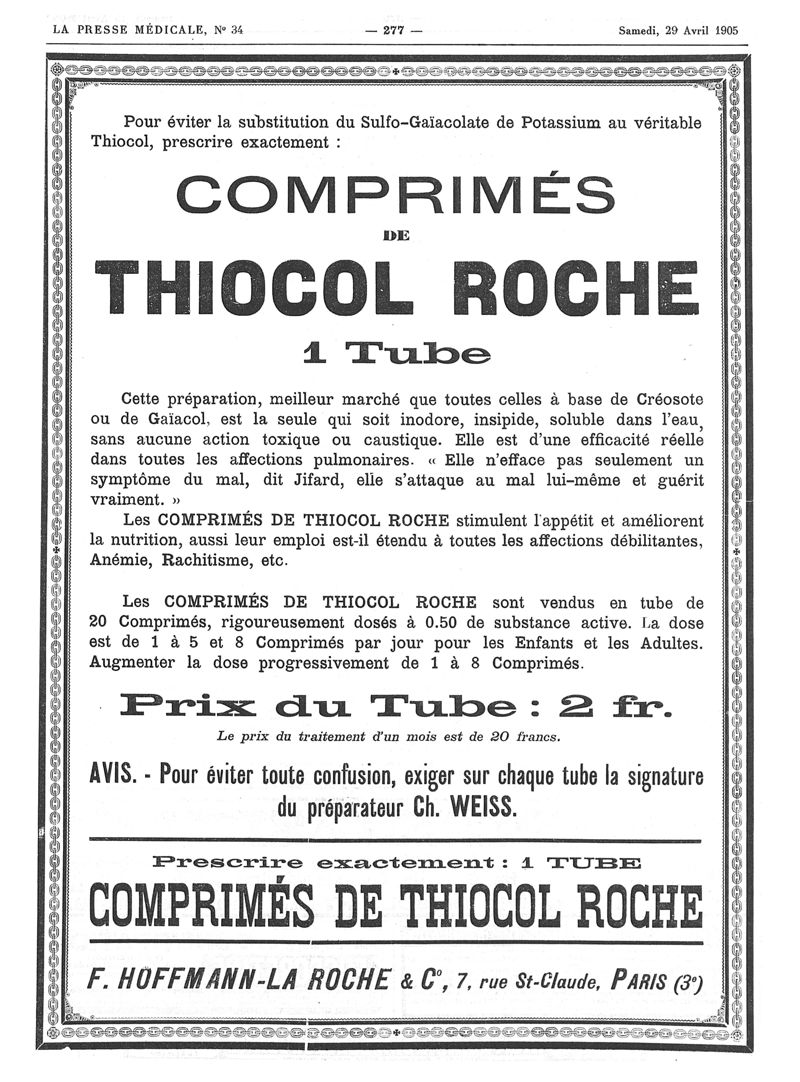 LA PRESSE MÉDICALE, Nº 34 — 277 — Samedi, 29 Avril 1905
Pour éviter la substitution du Sulfo-Gaïacolate de Potassium au véritable
Thiocol, prescrire exactement :
COMPRIMÉS
DE
THIOCOL ROCHE
1 Tube
Cette préparation, meilleur marché que toutes celles à base de Créosote
ou de Gaïacol, est la seule qui soit inodore, insipide, soluble dans l'eau,
sans aucune action toxique ou caustique. Elle est d'une efficacité réelle
dans toutes les affections pulmonaires. « Elle n'efface pas seulement un
symptôme du mal, dit Jifard, elle s'attaque au mal lui-même et guérit
vraiment. »
Les COMPRIMÉS DE THIOCOL ROCHE stimulent l'appétit et améliorent
la nutrition, aussi leur emploi est-il étendu à toutes les affections débilitantes,
Anémie, Rachitisme, etc.
Les COMPRIMÉS DE THIOCOL ROCHE sont vendus en tube de
20 Comprimés, rigoureusement dosés à 0.50 de substance active. La dose
est de 1 à 5 et 8 Comprimés par jour pour les Enfants et les Adultes.
Augmenter la dose progressivement de 1 à 8 Comprimés.
Prix du Tube : 2 fr.
Le prix du traitement d'un mois est de 20 francs.
AVIS. - Pour éviter toute confusion, exiger sur chaque tube la signature
du préparateur Ch. WEISS.
Prescrire exactement : 1 TUBE
COMPRIMÉS DE THIOCOL ROCHE
F. HOFFMANN-LA ROCHE & Cº, 7, rue St-Claude, PARIS (3º)